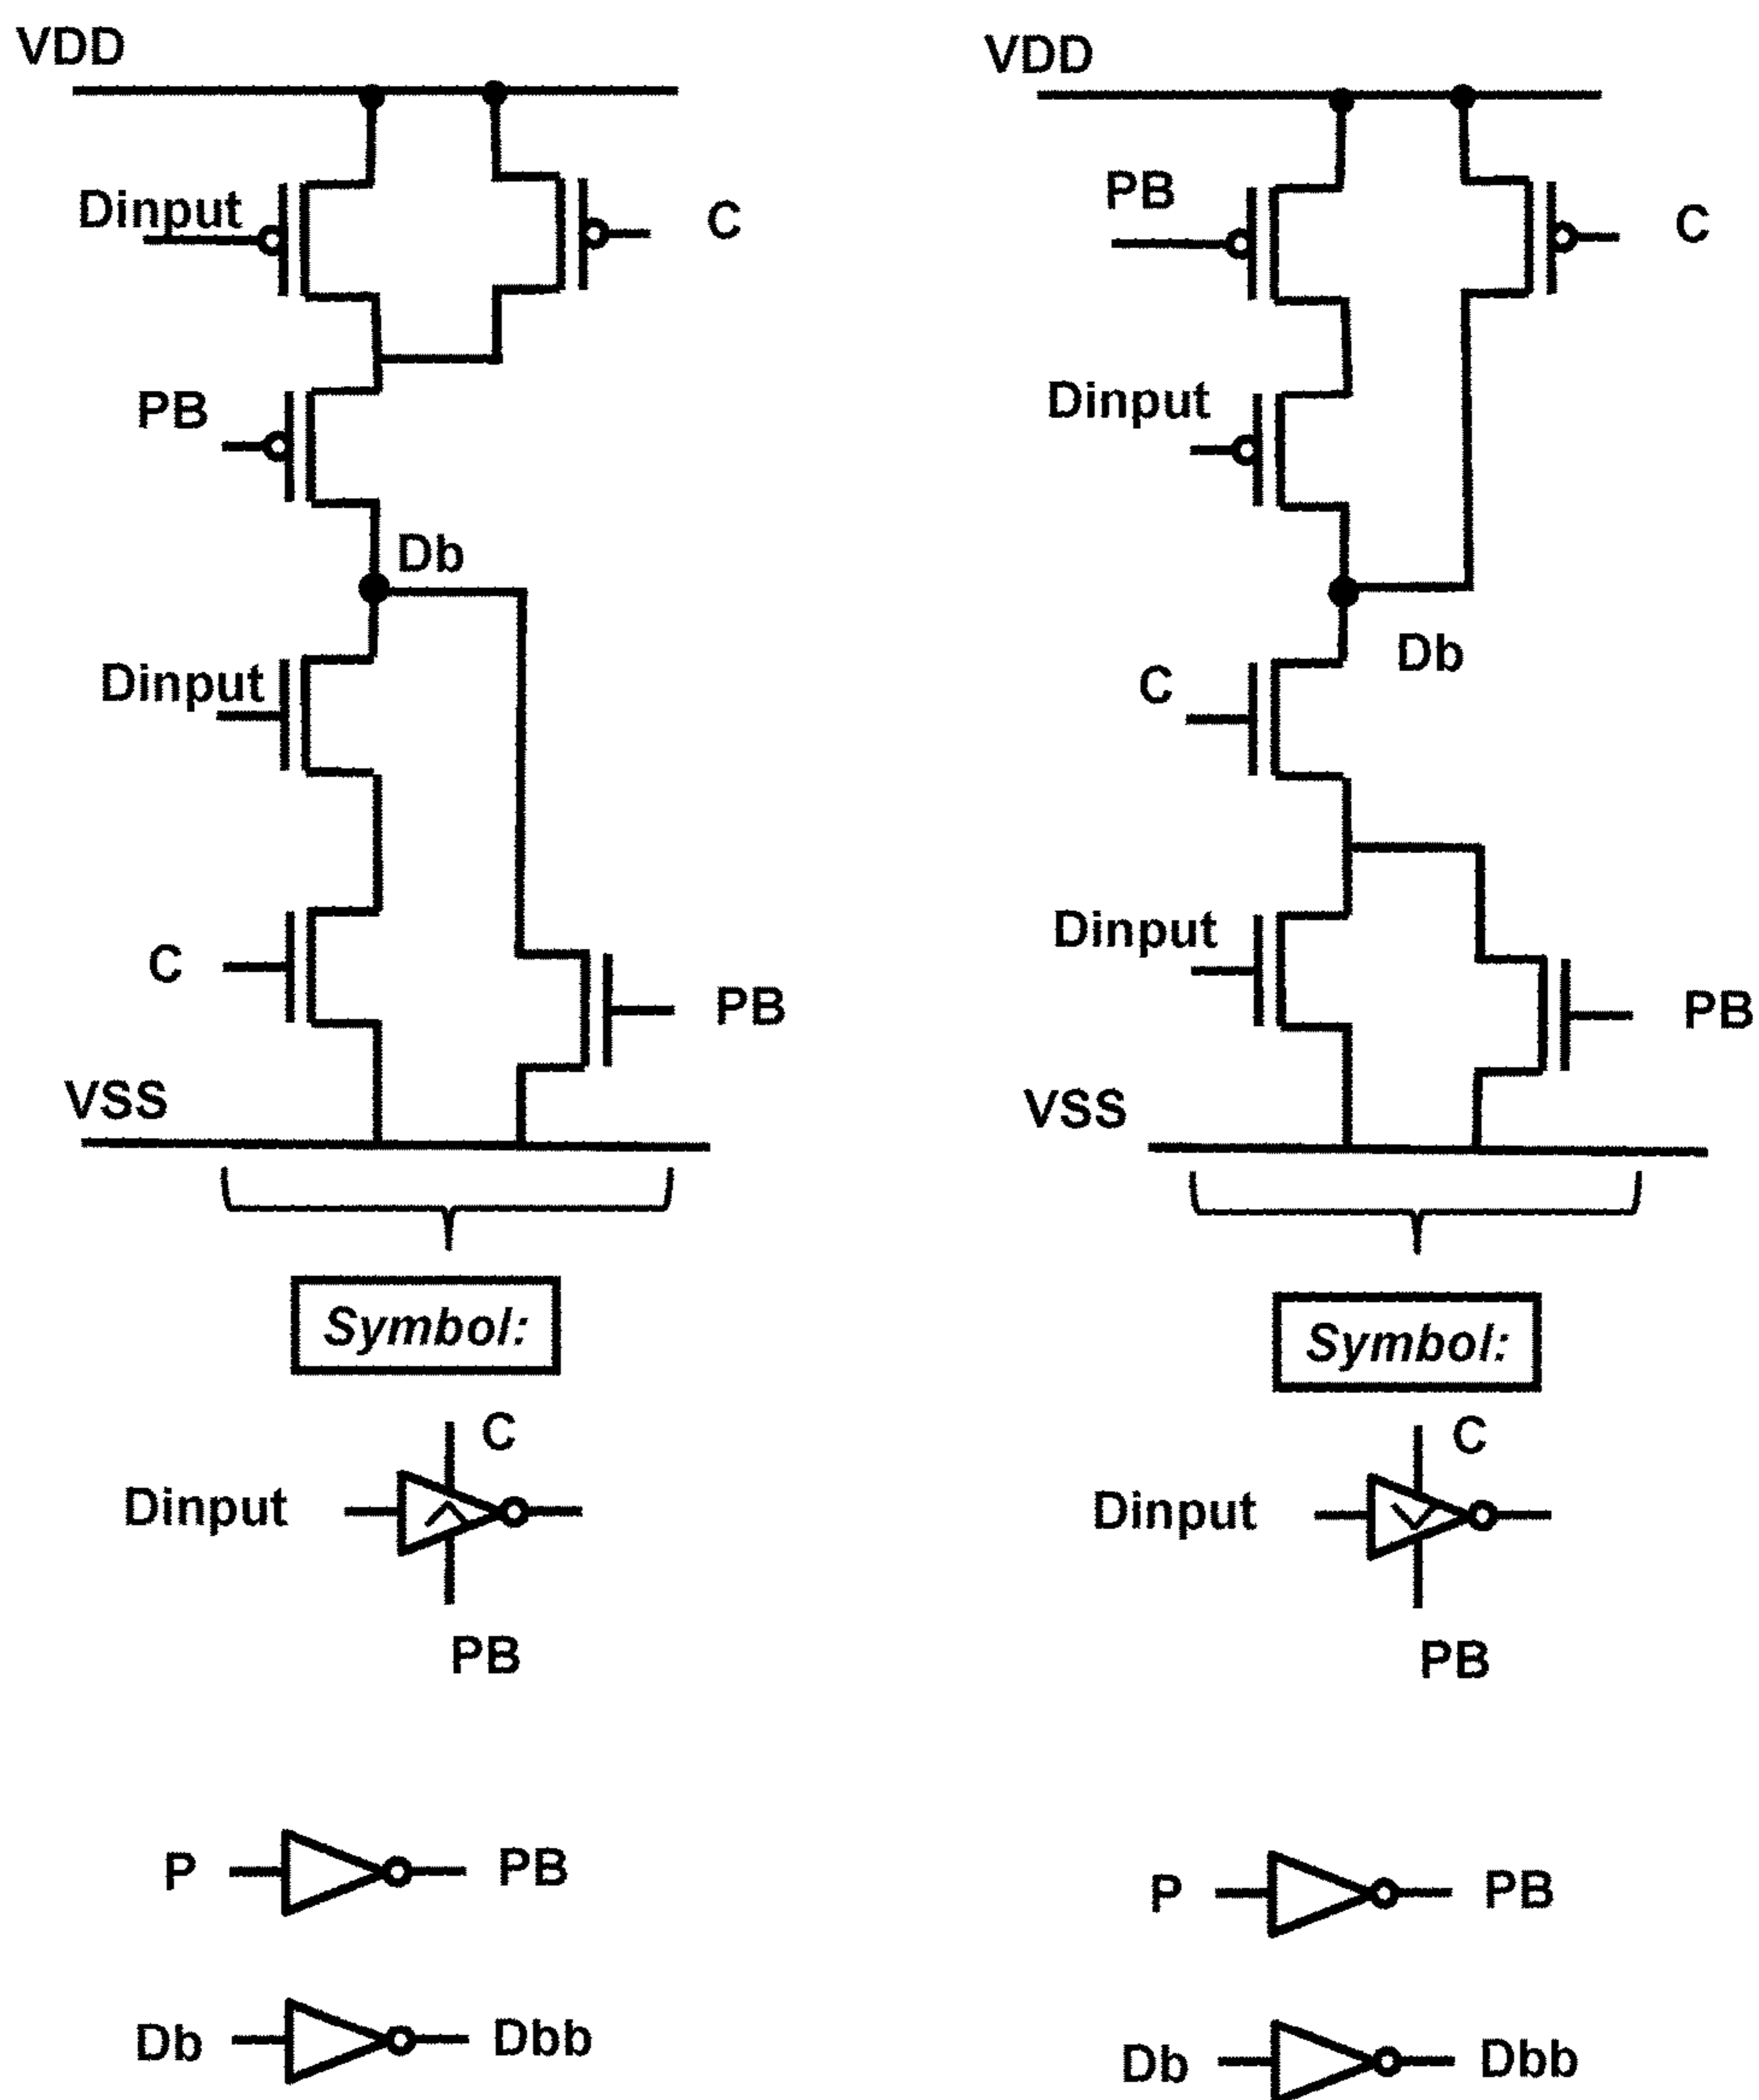 VDD
Dinput
C
PB
Db
Dinput
C
PB
VSS
Symbol:
C
Dinput
PB
P PB
Db Dbb
VDD
PB
C
Dinput
Db
C
Dinput
PB
VSS
Symbol:
C
Dinput
PB
P PB
Db Dbb